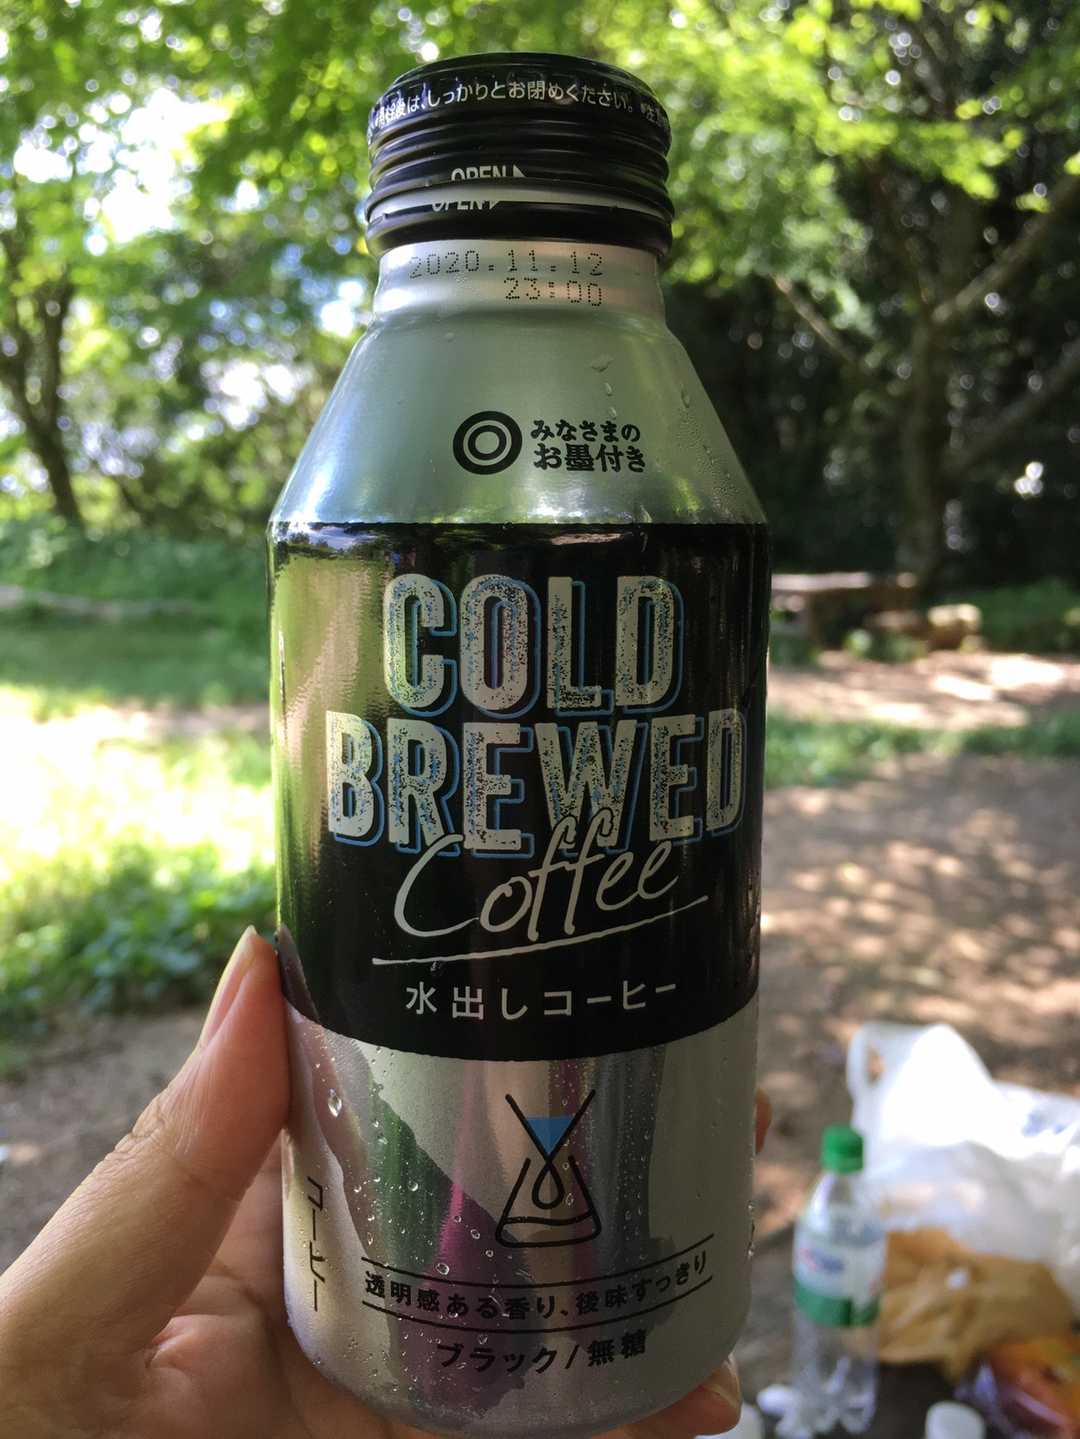 開栓後は、しっかりとお閉めください。
OPEN
OPEN
2020.11.12
23:00
みなさまの
お墨付き
COLD
BREWED
Coffee
水出しコーヒー
コーヒー
透明感ある香り、後味すっきり
ブラック/無糖